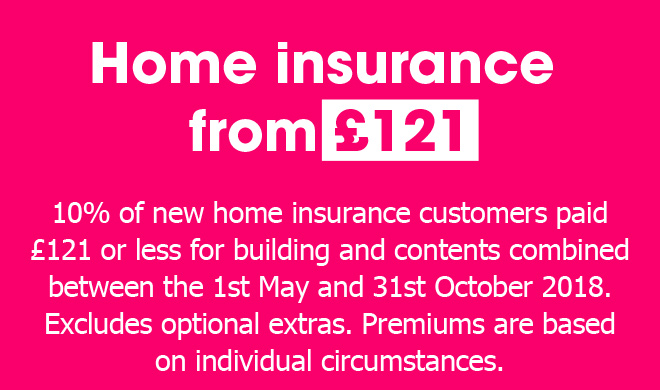 Home insurance
from £121
10% of new home insurance customers paid
£121 or less for building and contents combined
between the 1st May and 31st October 2018.
Excludes optional extras. Premiums are based
on individual circumstances.